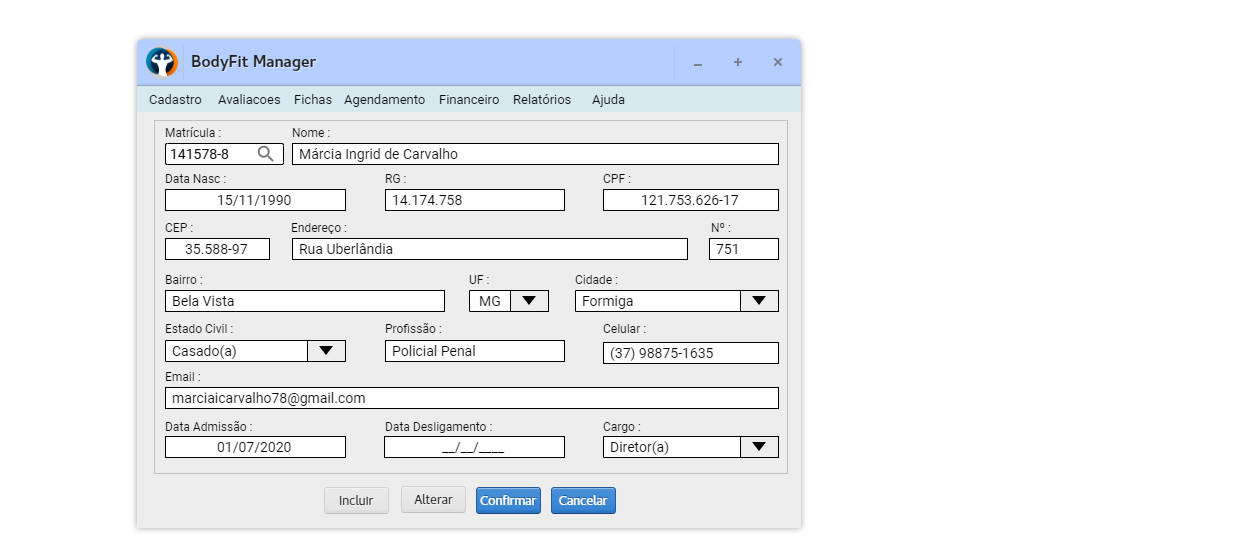 BodyFit Manager
Cadastro Avaliacoes Fichas Agendamento Financeiro Relatórios Ajuda
Matrícula : Nome :
141578-8 Márcia Ingrid de Carvalho
Data Nasc : RG : CPF :
15/11/1990 14.174.758 121.753.626-17
CEP : Endereço : Nº :
35.588-97 Rua Uberlândia 751
Bairro : UF : Cidade :
Bela Vista MG Formiga
Estado Civil : Profissão : Celular :
Casado(a) Policial Penal (37) 98875-1635
Email :
marciaicarvalho78@gmail.com
Data Admissão : Data Desligamento : Cargo :
01/07/2020 __/__/____ Diretor(a)
Incluir Alterar Confirmar Cancelar